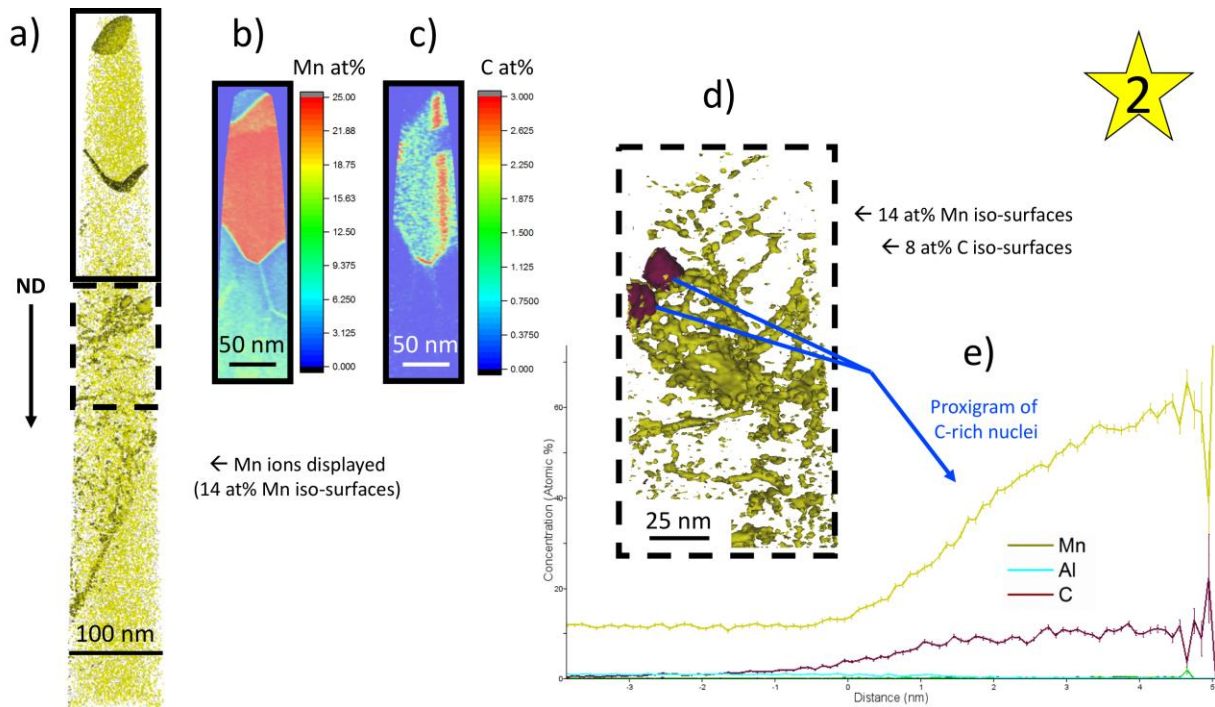 a)
ND
100 nm
← Mn ions displayed
(14 at% Mn iso-surfaces)
b)
Mn at%
25.00
21.88
18.75
15.63
12.50
9.375
6.250
3.125
0.000
50 nm
c)
C at%
3.000
2.625
2.250
1.875
1.500
1.125
0.7500
0.3750
0.000
50 nm
d)
← 14 at% Mn iso-surfaces
← 8 at% C iso-surfaces
25 nm
2
e)
Proxigram of
C-rich nuclei
Concentration (Atomic %)
60
40
20
0
Mn
Al
C
-3
-2
-1
0
1
2
3
4
5
Distance (nm)